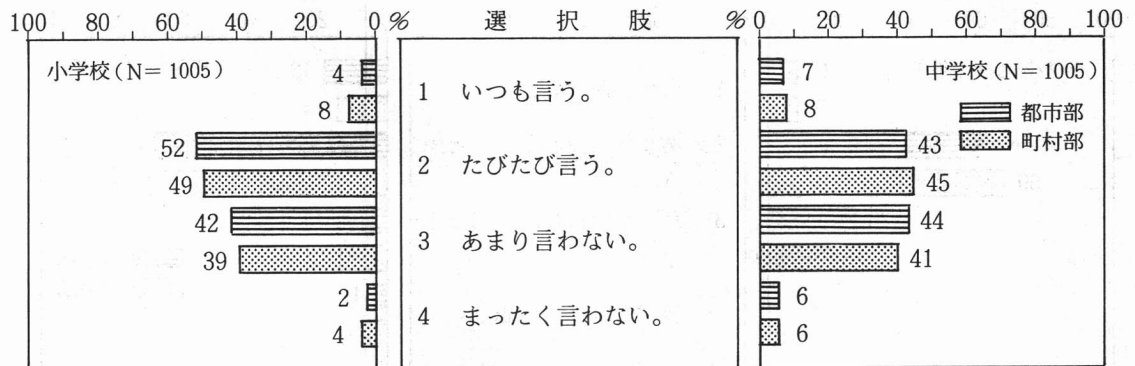 100 80 60 40 20 0 % 選択肢 % 0 20 40 60 80 100
小学校（N＝1005） 中学校（N＝1005）
都市部
町村部
4 1 いつも言う。 7
8 8
52 2 たびたび言う。 43
49 45
42 3 あまり言わない。 44
39 41
2 4 まったく言わない。 6
4 6